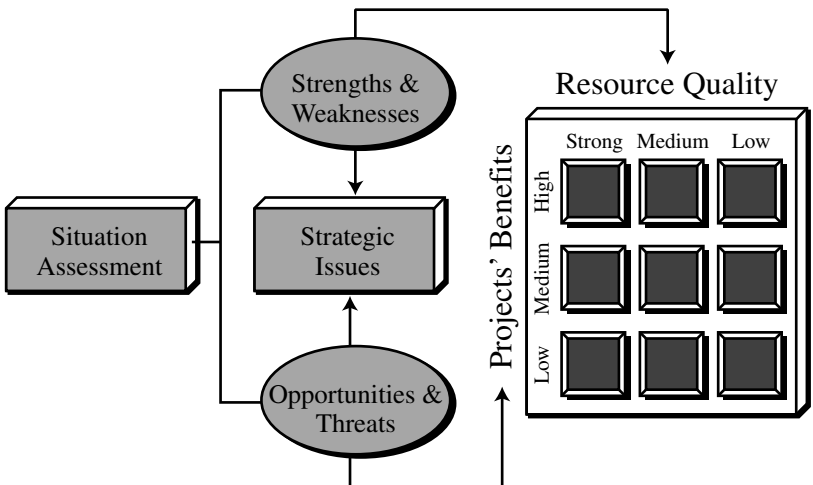 Strengths &
Weaknesses
Situation
Assessment
Strategic
Issues
Opportunities &
Threats
Resource Quality
Strong Medium Low
Projects' Benefits
High
Medium
Low